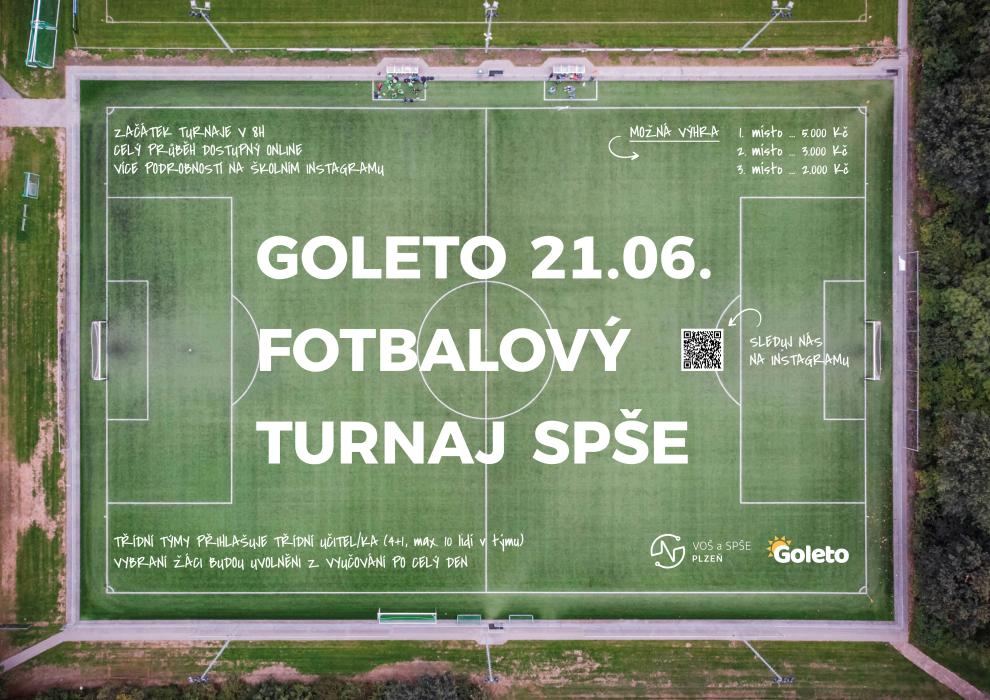 ZAČÁTEK TURNAJE V 8H
CELÝ PRŮBĚH DOSTUPNÝ ONLINE
VÍCE PODROBNOSTÍ NA ŠKOLNÍM INSTAGRAMU
MOŽNÁ VÝHRA
1. místo ... 5.000 Kč
2. místo ... 3.000 Kč
3. místo ... 2.000 Kč
GOLETO 21.06.
FOTBALOVÝ
TURNAJ SPŠE
SLEDUJ NÁS
NA INSTAGRAMU
TŘÍDNÍ TÝMY PŘIHLAŠUJE TŘÍDNÍ UČITEL/KA (4+1, max. 10 lidí v týmu)
VYBRANÍ ŽÁCI BUDOU UVOLNĚNI Z VYUČOVÁNÍ PO CELÝ DEN
VOŠ a SPŠE
PLZEŇ
Goleto